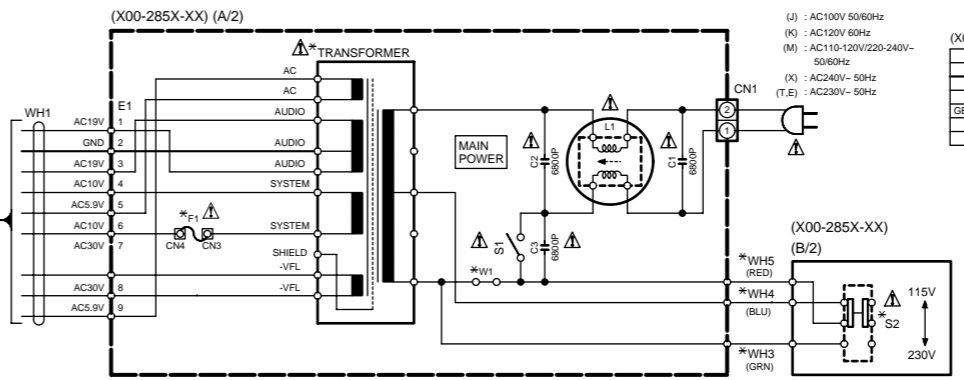 (X00-285X-XX) (A/2)
(J) : AC100V 50/60Hz
(K) : AC120V 60Hz
(M) : AC110-120V/220-240V~
50/60Hz
(X) : AC240V~ 50Hz
(T,E) : AC230V~ 50Hz
(X0
GE
* TRANSFORMER
WH1
E1
AC19V 1
GND 2
AC19V 3
AC10V 4
AC5.9V 5
AC10V 6
AC30V 7
AC30V 8
AC5.9V 9
*F1
CN4
CN3
AC
AC
AUDIO
AUDIO
AUDIO
SYSTEM
SYSTEM
SHIELD
-VFL
-VFL
MAIN
POWER
C2
6800P
L1
C1
6800P
S1
C3
6800P
*W1
CN1
2
1
*WH5
(RED)
*WH4
(BLU)
*WH3
(GRN)
(X00-285X-XX)
(B/2)
115V
*S2
230V